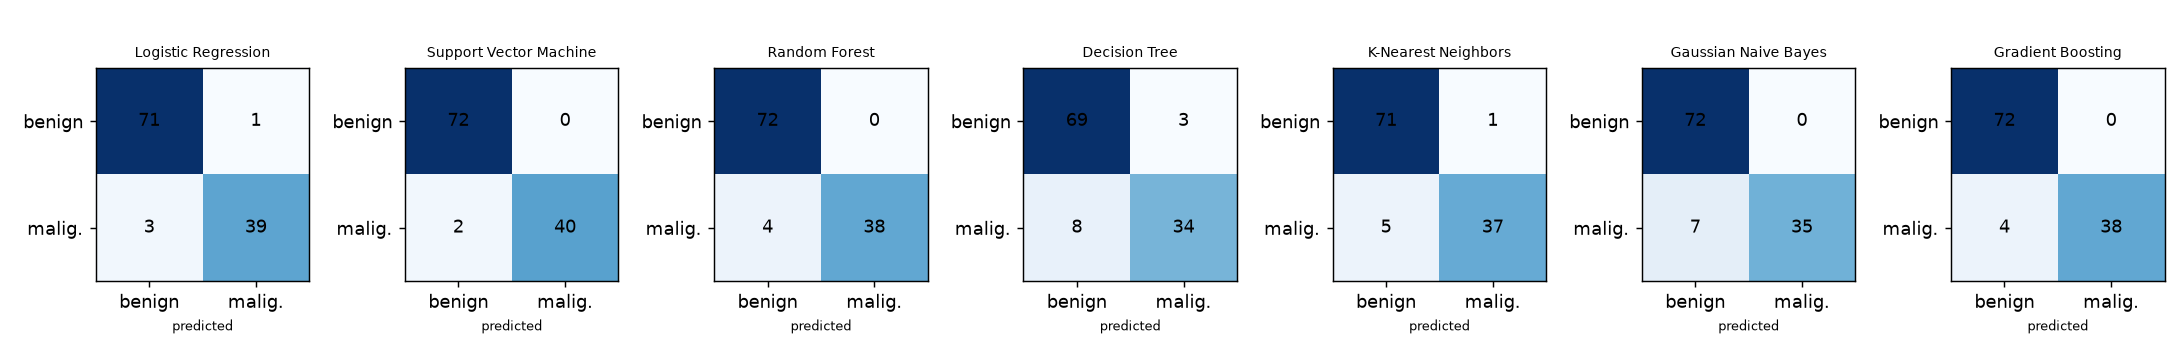 Logistic Regression Support Vector Machine Random Forest Decision Tree K-Nearest Neighbors Gaussian Naive Bayes Gradient Boosting
benign 71 1 benign 72 0 benign 72 0 benign 69 3 benign 71 1 benign 72 0 benign 72 0
malig. 3 39 malig. 2 40 malig. 4 38 malig. 8 34 malig. 5 37 malig. 7 35 malig. 4 38
benign malig. benign malig. benign malig. benign malig. benign malig. benign malig. benign malig.
predicted predicted predicted predicted predicted predicted predicted